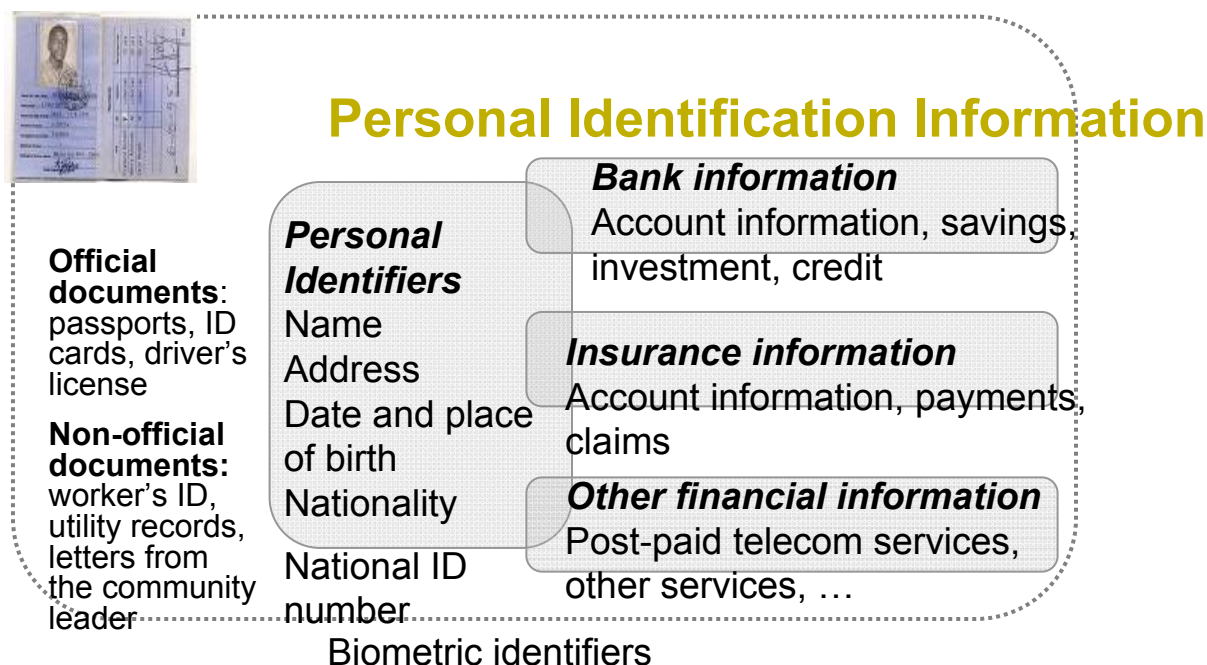 Personal Identification Information
Official
documents:
passports, ID
cards, driver's
license
Non-official
documents:
worker's ID,
utility records,
letters from
the community
leader
Personal
Identifiers
Name
Address
Date and place
of birth
Nationality
National ID
number
Biometric identifiers
Bank information
Account information, savings,
investment, credit
Insurance information
Account information, payments,
claims
Other financial information
Post-paid telecom services,
other services, …